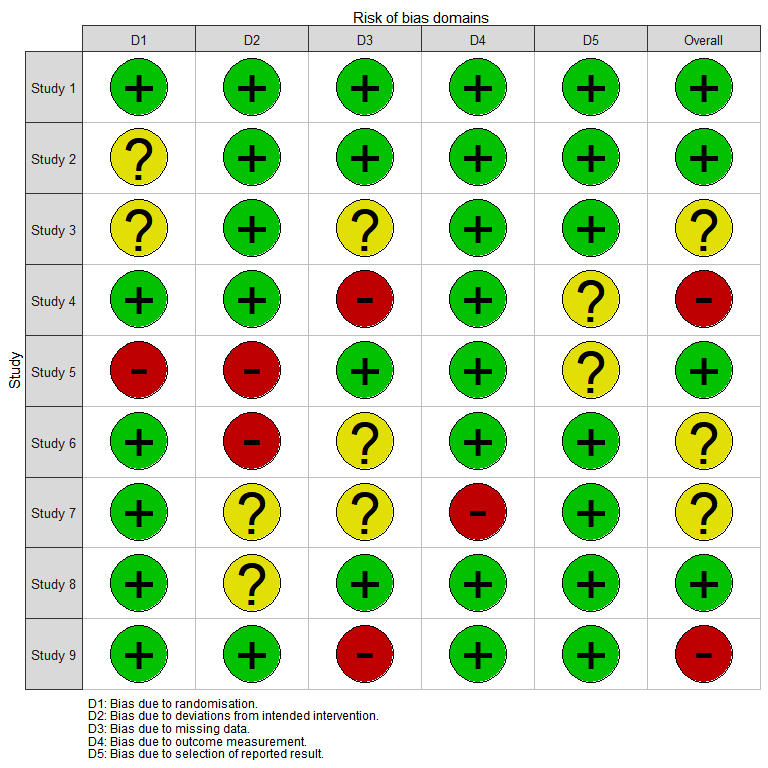 Risk of bias domains
D1 D2 D3 D4 D5 Overall
Study 1 + + + + + +
Study 2 ? + + + + +
Study 3 ? + ? + + ?
Study 4 + + - + ? -
Study 5 - - + + ? +
Study 6 + - ? + + ?
Study 7 + ? ? - + ?
Study 8 + ? + + + +
Study 9 + + - + + -
Study
D1: Bias due to randomisation.
D2: Bias due to deviations from intended intervention.
D3: Bias due to missing data.
D4: Bias due to outcome measurement.
D5: Bias due to selection of reported result.